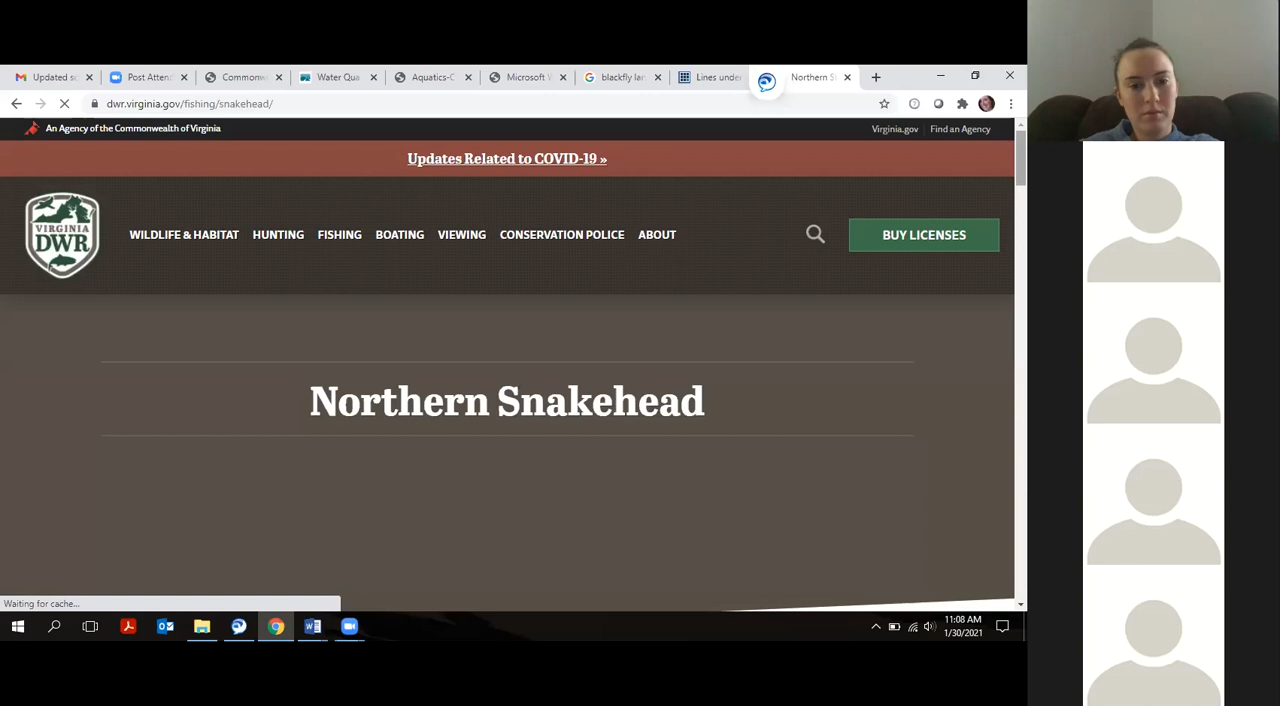 Updated sc
Post Atten
Commonw
Water Qua
Aquatics-C
Microsoft V
blackfly lar
Lines under
Northern S
dwr.virginia.gov/fishing/snakehead/
An Agency of the Commonwealth of Virginia
Virginia.gov
Find an Agency
Updates Related to COVID-19 »
VIRGINIA
DWR
WILDLIFE & HABITAT
HUNTING
FISHING
BOATING
VIEWING
CONSERVATION POLICE
ABOUT
BUY LICENSES
Northern Snakehead
Waiting for cache...
11:08 AM
1/30/2021